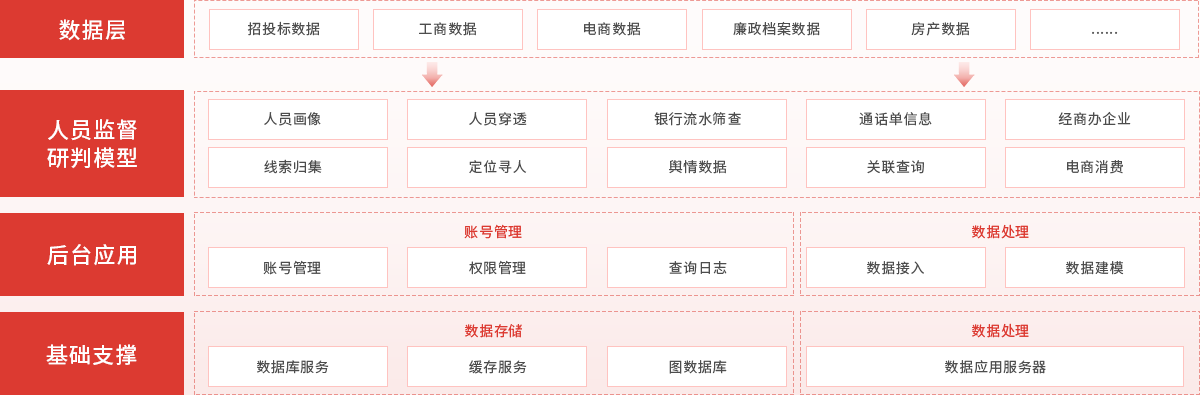 数据层
招投标数据
工商数据
电商数据
廉政档案数据
房产数据
......
人员监督
研判模型
人员画像
人员穿透
银行流水筛查
通话单信息
经商办企业
线索归集
定位寻人
舆情数据
关联查询
电商消费
后台应用
账号管理
账号管理
权限管理
查询日志
数据处理
数据接入
数据建模
基础支撑
数据存储
数据库服务
缓存服务
图数据库
数据处理
数据应用服务器